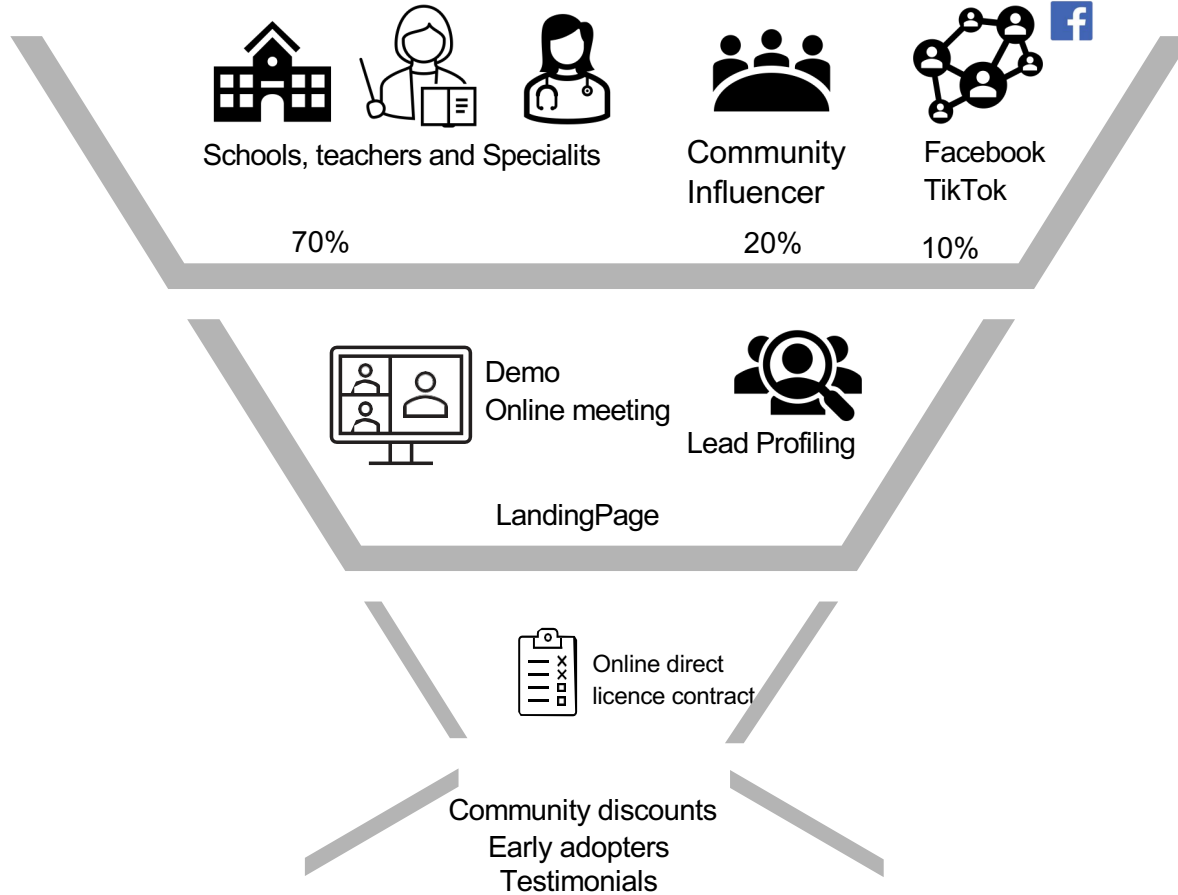 Schools, teachers and Specialits
70%
Community
Influencer
20%
Facebook
TikTok
10%
Demo
Online meeting
Lead Profiling
LandingPage
Online direct
licence contract
Community discounts
Early adopters
Testimonials